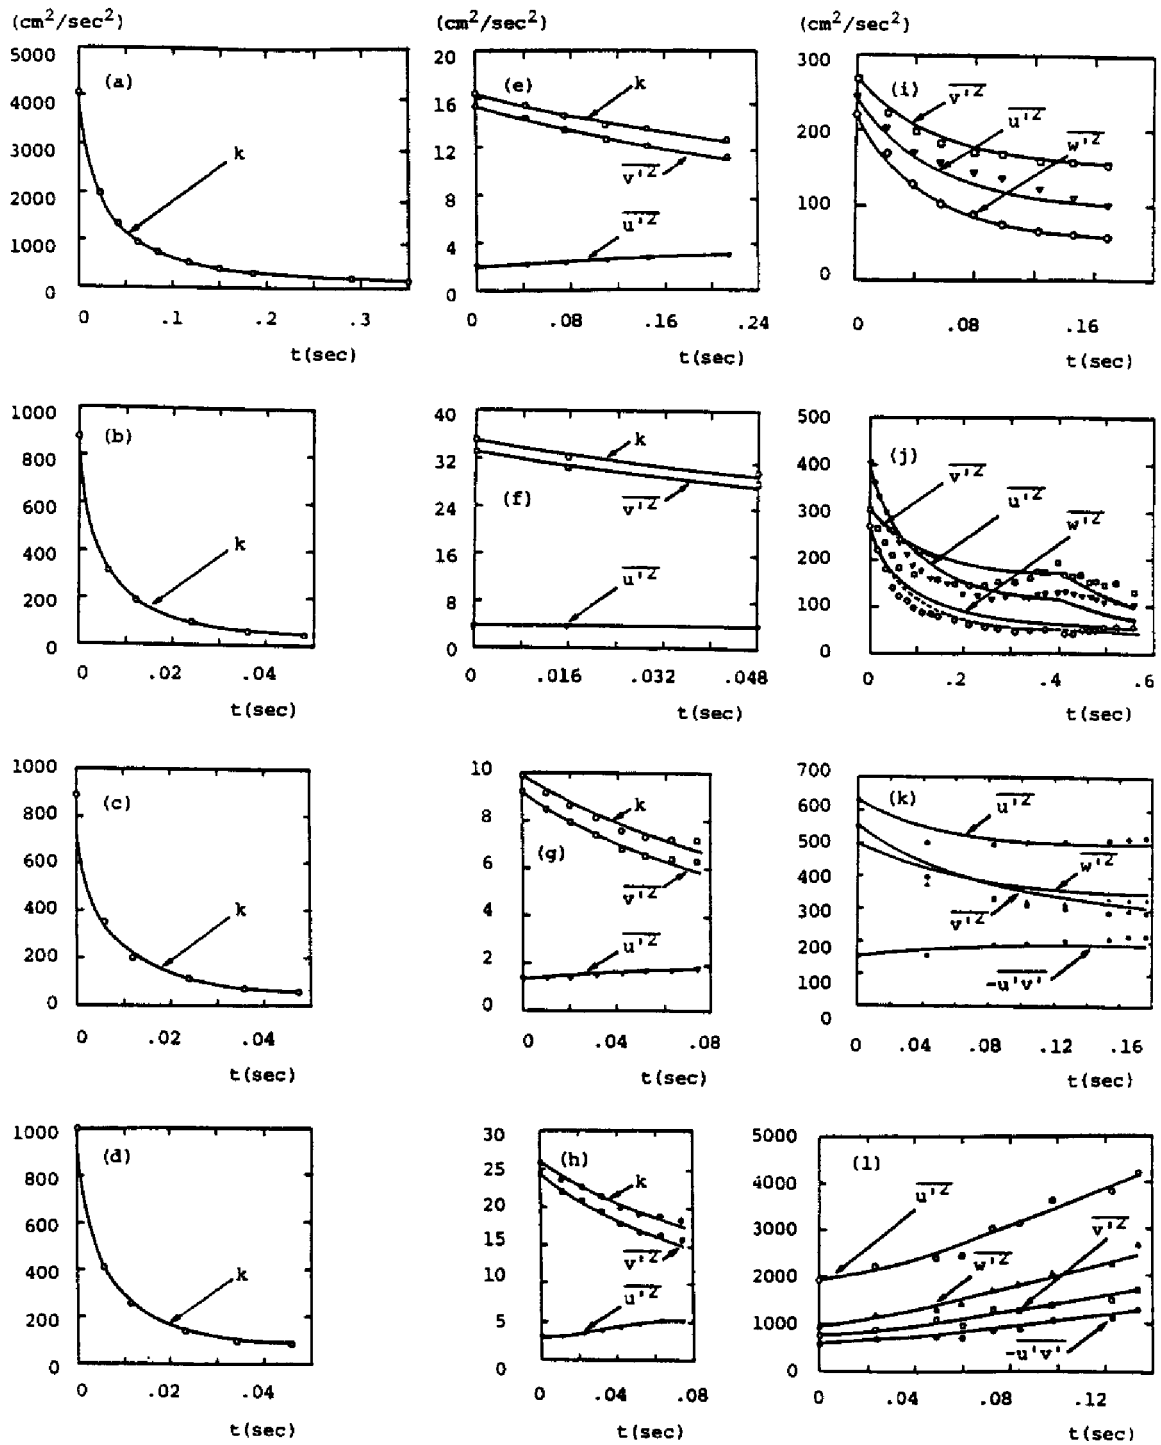 (cm²/sec²) (cm²/sec²) (cm²/sec²)
5000
4000
3000
2000
1000
0
(a)
k
0 .1 .2 .3
t(sec)
20
16
12
8
4
0
(e)
k
v'²
u'²
0 .08 .16 .24
t(sec)
300
200
100
0
(i)
v'²
u'²
w'²
0 .08 .16
t(sec)
1000
800
600
400
200
0
(b)
k
0 .02 .04
t(sec)
40
32
24
16
8
0
(f)
k
v'²
u'²
0 .016 .032 .048
t(sec)
500
400
300
200
100
0
(j)
v'²
u'²
w'²
0 .2 .4 .6
t(sec)
1000
800
600
400
200
0
(c)
k
0 .02 .04
t(sec)
10
8
6
4
2
0
(g)
k
v'²
u'²
0 .04 .08
t(sec)
700
600
500
400
300
200
100
0
(k)
u'²
w'²
v'²
-u'v'
0 .04 .08 .12 .16
t(sec)
1000
800
600
400
200
0
(d)
k
0 .02 .04
t(sec)
30
25
20
15
10
5
0
(h)
k
v'²
u'²
0 .04 .08
t(sec)
5000
4000
3000
2000
1000
0
(l)
u'²
v'²
w'²
-u'v'
0 .04 .08 .12
t(sec)